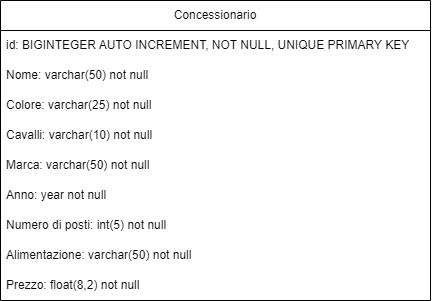 Concessionario
id: BIGINTEGER AUTO INCREMENT, NOT NULL, UNIQUE PRIMARY KEY
Nome: varchar(50) not null
Colore: varchar(25) not null
Cavalli: varchar(10) not null
Marca: varchar(50) not null
Anno: year not null
Numero di posti: int(5) not null
Alimentazione: varchar(50) not null
Prezzo: float(8,2) not null